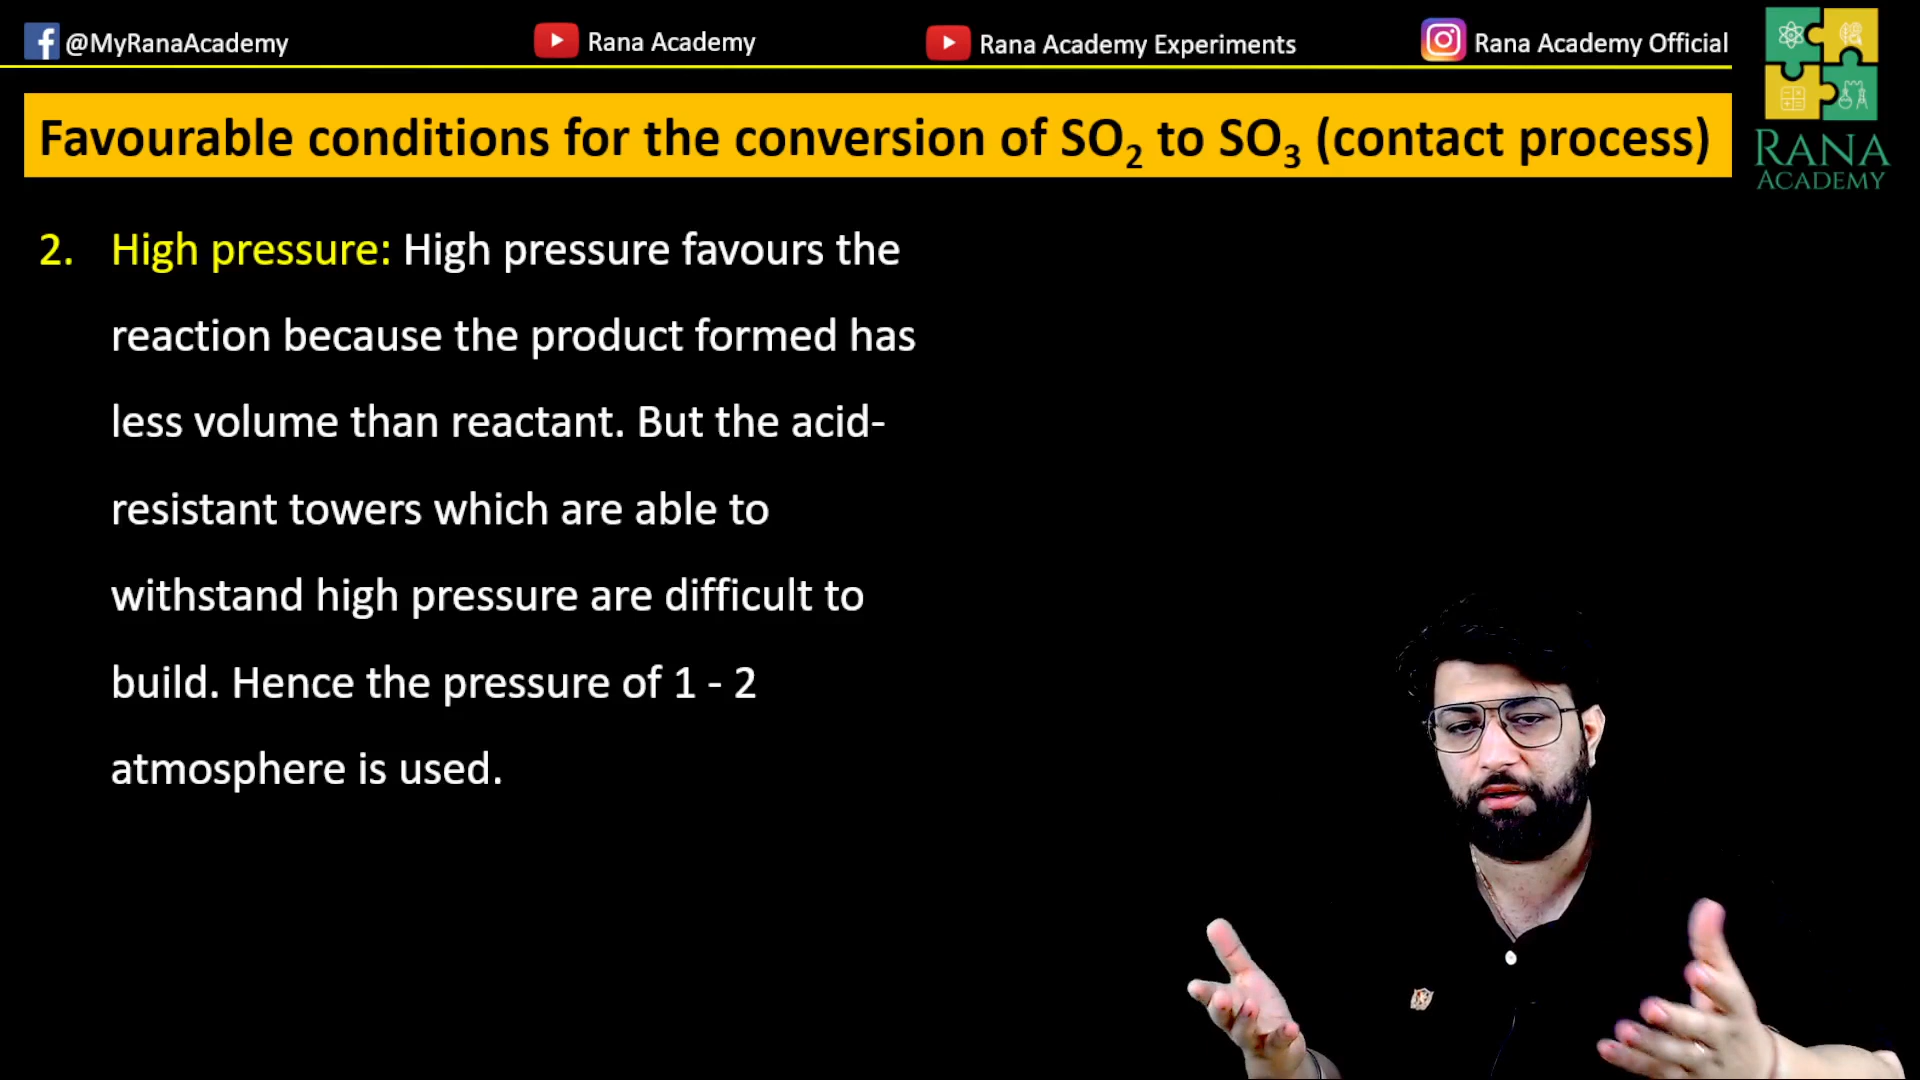 @MyRanaAcademy
Rana Academy
Rana Academy Experiments
Rana Academy Official
RANA
ACADEMY
Favourable conditions for the conversion of SO₂ to SO₃ (contact process)
2. High pressure: High pressure favours the
reaction because the product formed has
less volume than reactant. But the acid-
resistant towers which are able to
withstand high pressure are difficult to
build. Hence the pressure of 1 - 2
atmosphere is used.